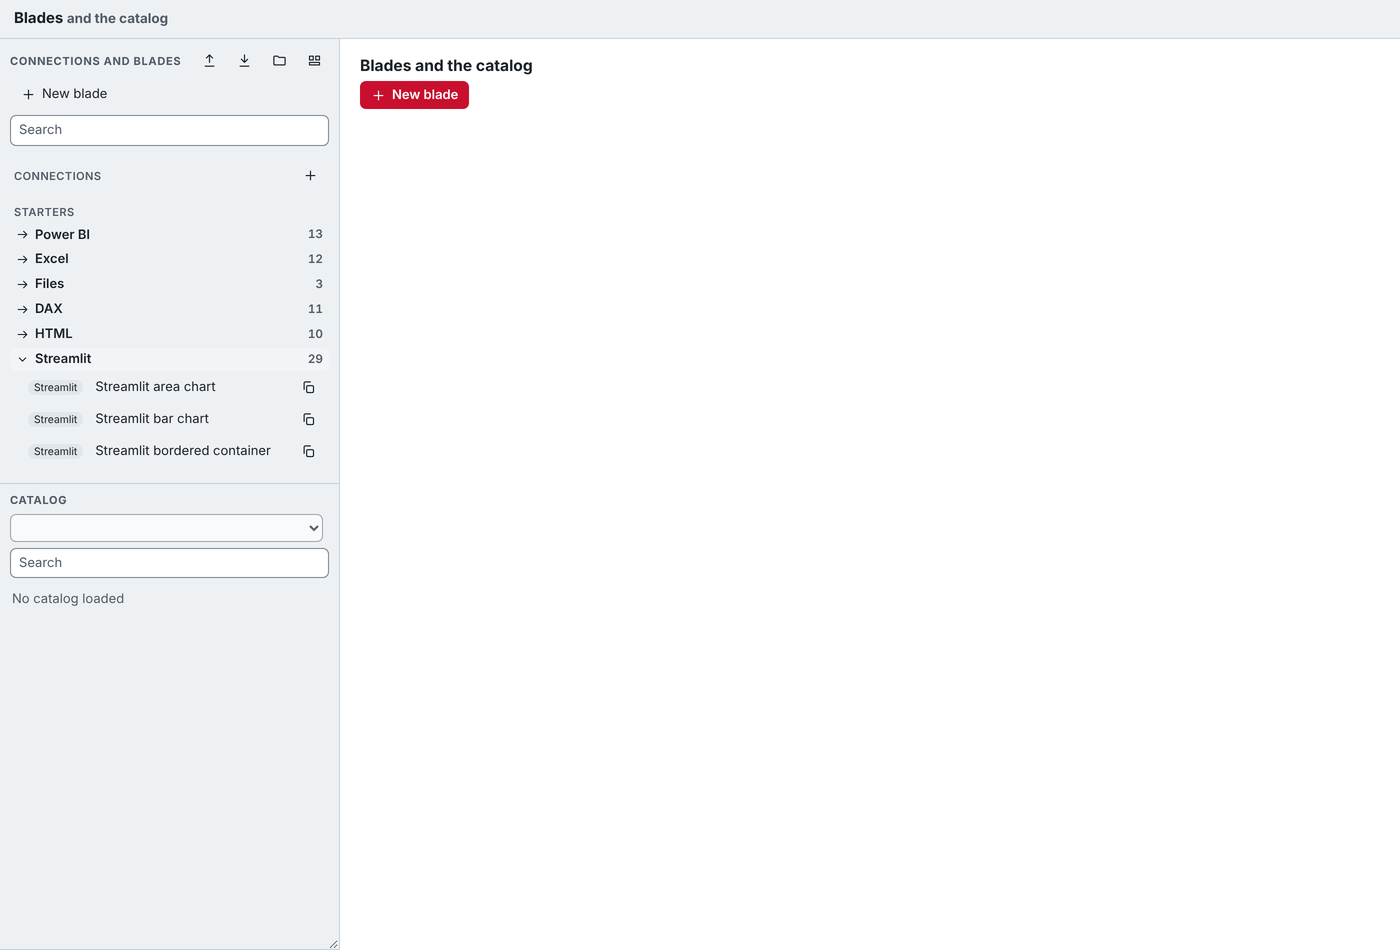 Blades and the catalog
CONNECTIONS AND BLADES
New blade
Search
CONNECTIONS
STARTERS
Power BI 13
Excel 12
Files 3
DAX 11
HTML 10
Streamlit 29
Streamlit Streamlit area chart
Streamlit Streamlit bar chart
Streamlit Streamlit bordered container
CATALOG
Search
No catalog loaded
Blades and the catalog
New blade